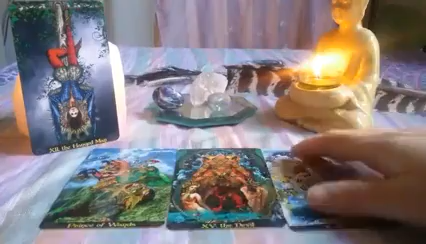 XII. the Hanged Man
Prince of Wands
XV. the Devil